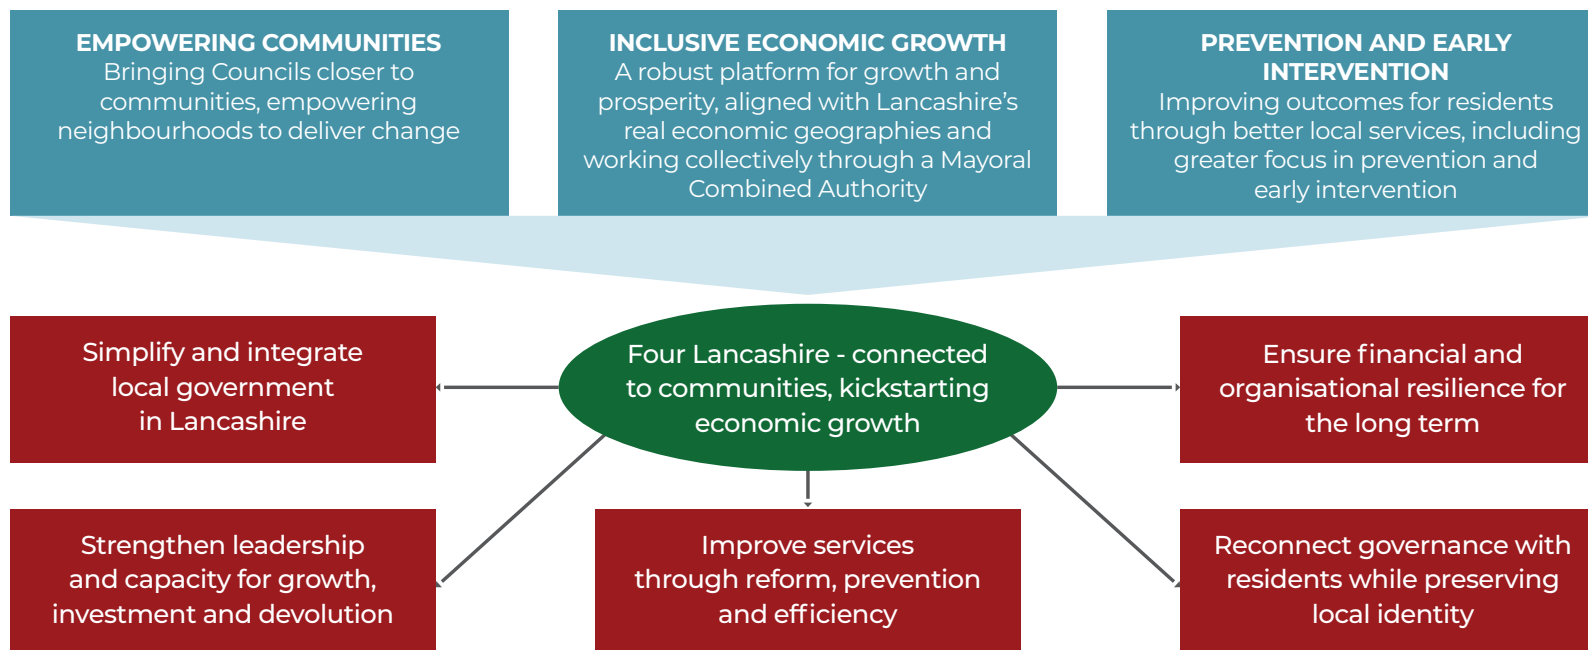 EMPOWERING COMMUNITIES
Bringing Councils closer to
communities, empowering
neighbourhoods to deliver change
INCLUSIVE ECONOMIC GROWTH
A robust platform for growth and
prosperity, aligned with Lancashire’s
real economic geographies and
working collectively through a Mayoral
Combined Authority
PREVENTION AND EARLY
INTERVENTION
Improving outcomes for residents
through better local services, including
greater focus in prevention and
early intervention
Simplify and integrate
local government
in Lancashire
Four Lancashire - connected
to communities, kickstarting
economic growth
Ensure financial and
organisational resilience for
the long term
Strengthen leadership
and capacity for growth,
investment and devolution
Improve services
through reform, prevention
and efficiency
Reconnect governance with
residents while preserving
local identity